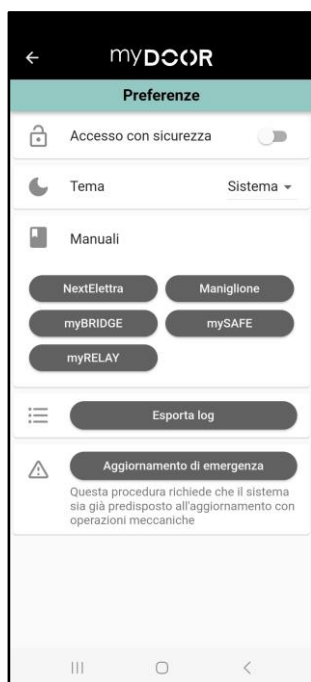 myDOOR
Preferenze
Accesso con sicurezza
Tema
Sistema
Manuali
NextElettra
Maniglione
myBRIDGE
mySAFE
myRELAY
Esporta log
Aggiornamento di emergenza
Questa procedura richiede che il sistema
sia già predisposto all'aggiornamento con
operazioni meccaniche